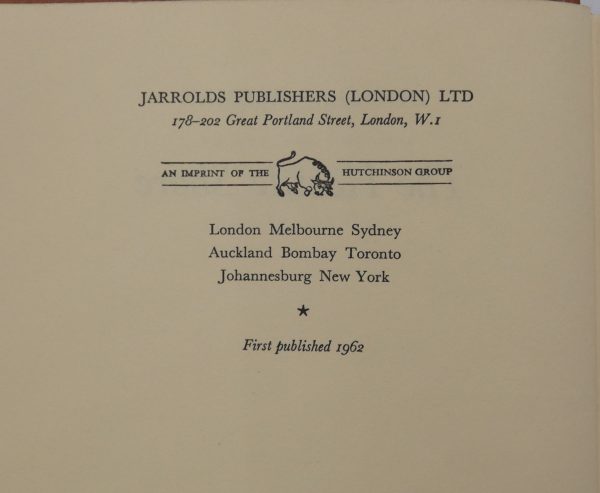 JARROLDS PUBLISHERS (LONDON) LTD
178–202 Great Portland Street, London, W.1
AN IMPRINT OF THE HUTCHINSON GROUP
London Melbourne Sydney
Auckland Bombay Toronto
Johannesburg New York
First published 1962